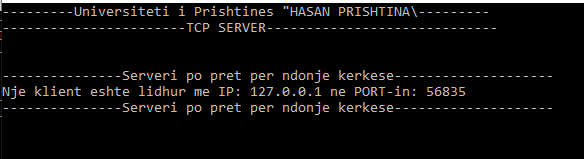 ---------Universiteti i Prishtines "HASAN PRISHTINA\---------
-----------------------TCP SERVER-----------------------------
---------------Serveri po pret per ndonje kerkese--------------------
Nje klient eshte lidhur me IP: 127.0.0.1 ne PORT-in: 56835
---------------Serveri po pret per ndonje kerkese--------------------